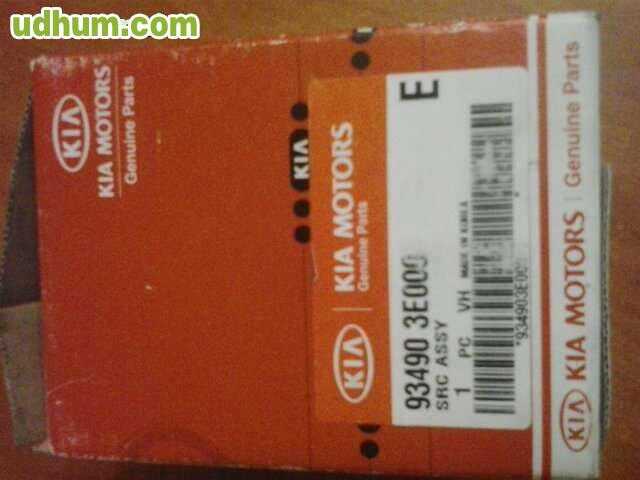 udhum.com
KIA
KIA MOTORS
Genuine Parts
KIA
KIA
KIA MOTORS
Genuine Parts
E
93490 3E000
SRC ASSY
1 PC VH MADE IN KOREA
KIA
KIA MOTORS | Genuine Parts